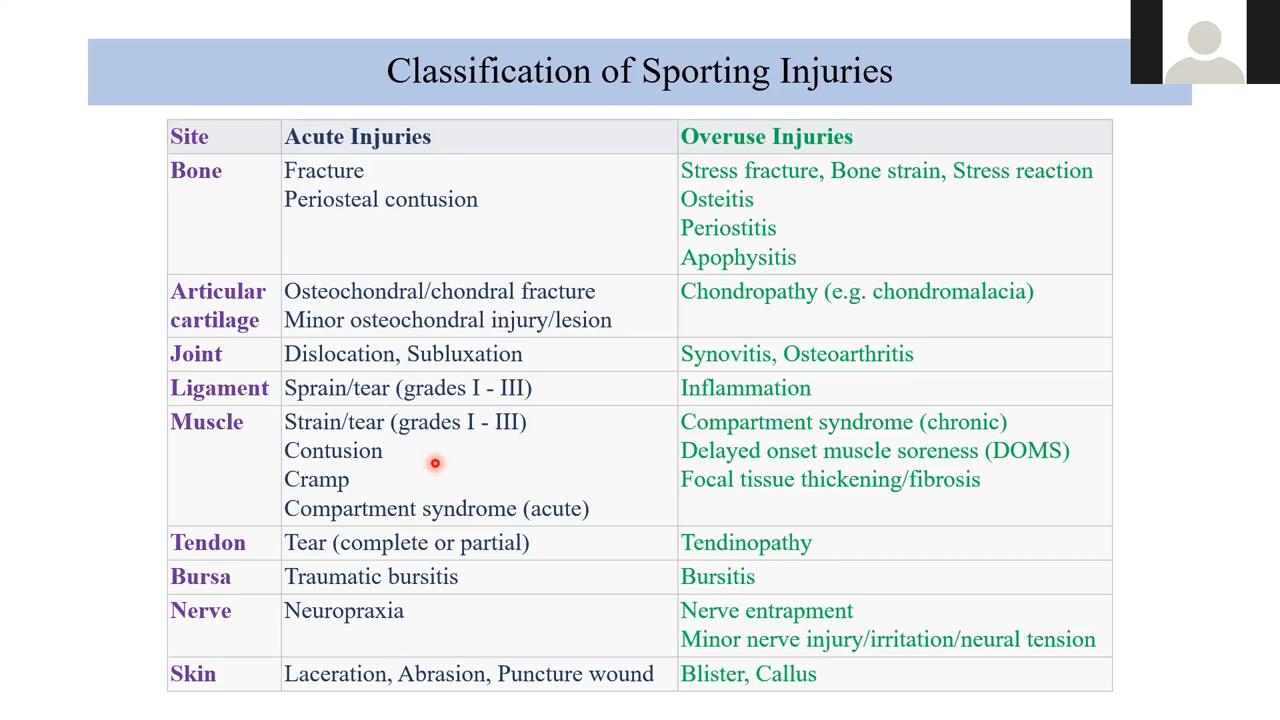 Classification of Sporting Injuries
Site Acute Injuries Overuse Injuries
Bone Fracture Stress fracture, Bone strain, Stress reaction
Periosteal contusion Osteitis
Periostitis
Apophysitis
Articular Osteochondral/chondral fracture Chondropathy (e.g. chondromalacia)
cartilage Minor osteochondral injury/lesion
Joint Dislocation, Subluxation Synovitis, Osteoarthritis
Ligament Sprain/tear (grades I - III) Inflammation
Muscle Strain/tear (grades I - III) Compartment syndrome (chronic)
Contusion Delayed onset muscle soreness (DOMS)
Cramp Focal tissue thickening/fibrosis
Compartment syndrome (acute)
Tendon Tear (complete or partial) Tendinopathy
Bursa Traumatic bursitis Bursitis
Nerve Neuropraxia Nerve entrapment
Minor nerve injury/irritation/neural tension
Skin Laceration, Abrasion, Puncture wound Blister, Callus